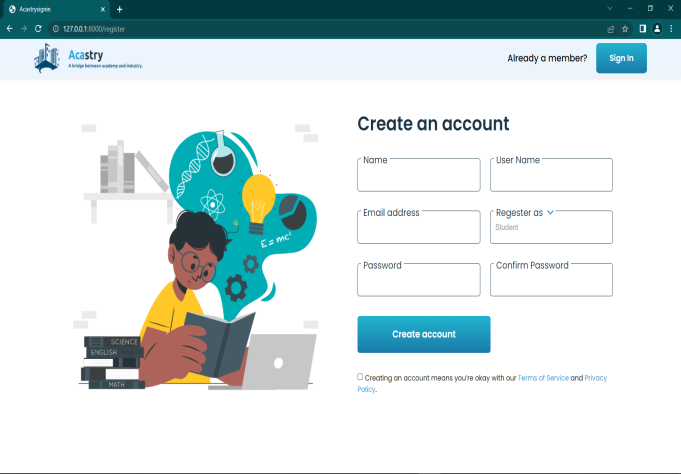 Acastrysignin
127.0.0.1:8000/register
Acastry
A bridge between academy and industry.
Already a member?
Sign In
Create an account
Name
User Name
Email address
Regester as
Student
Password
Confirm Password
Create account
Creating an account means you're okay with our Terms of Service and Privacy
Policy.
E = mc²
SCIENCE
ENGLISH
MATH